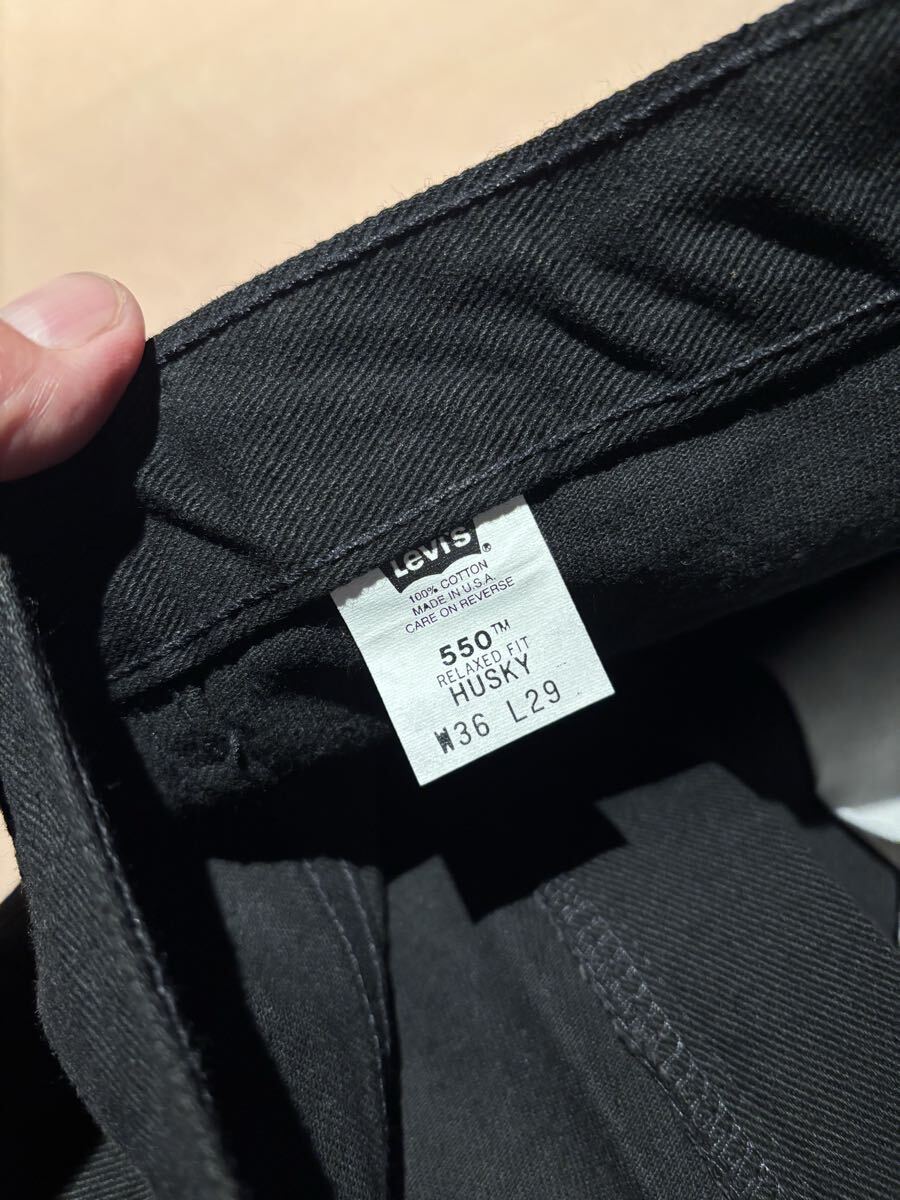 Levi's®
100% COTTON
MADE IN U.S.A.
CARE ON REVERSE
550™
RELAXED FIT
HUSKY
W36 L29